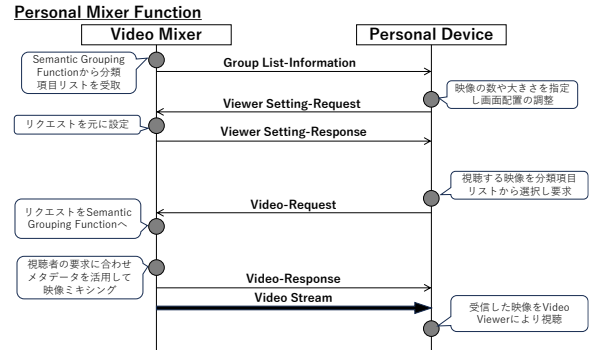 Personal Mixer Function
Video Mixer
Personal Device
Semantic Grouping
Functionから分類
項目リストを受取
Group List-Information
映像の数や大きさを指定
し画面配置の調整
Viewer Setting-Request
リクエストを元に設定
Viewer Setting-Response
視聴する映像を分類項目
リストから選択し要求
Video-Request
リクエストをSemantic
Grouping Functionへ
視聴者の要求に合わせ
メタデータを活用して
映像ミキシング
Video-Response
Video Stream
受信した映像をVideo
Viewerにより視聴